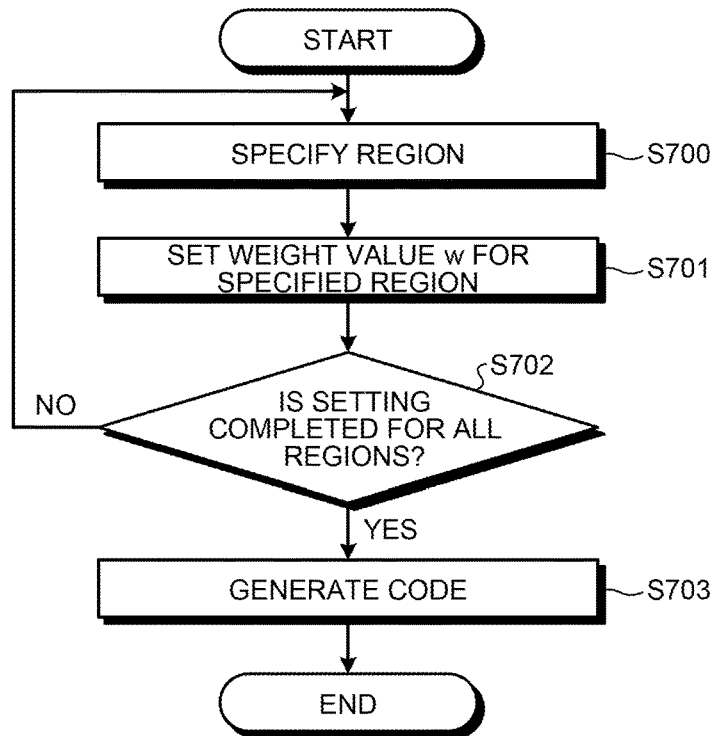 START
SPECIFY REGION
S700
SET WEIGHT VALUE w FOR
SPECIFIED REGION
S701
S702
NO
IS SETTING
COMPLETED FOR ALL
REGIONS?
YES
GENERATE CODE
S703
END